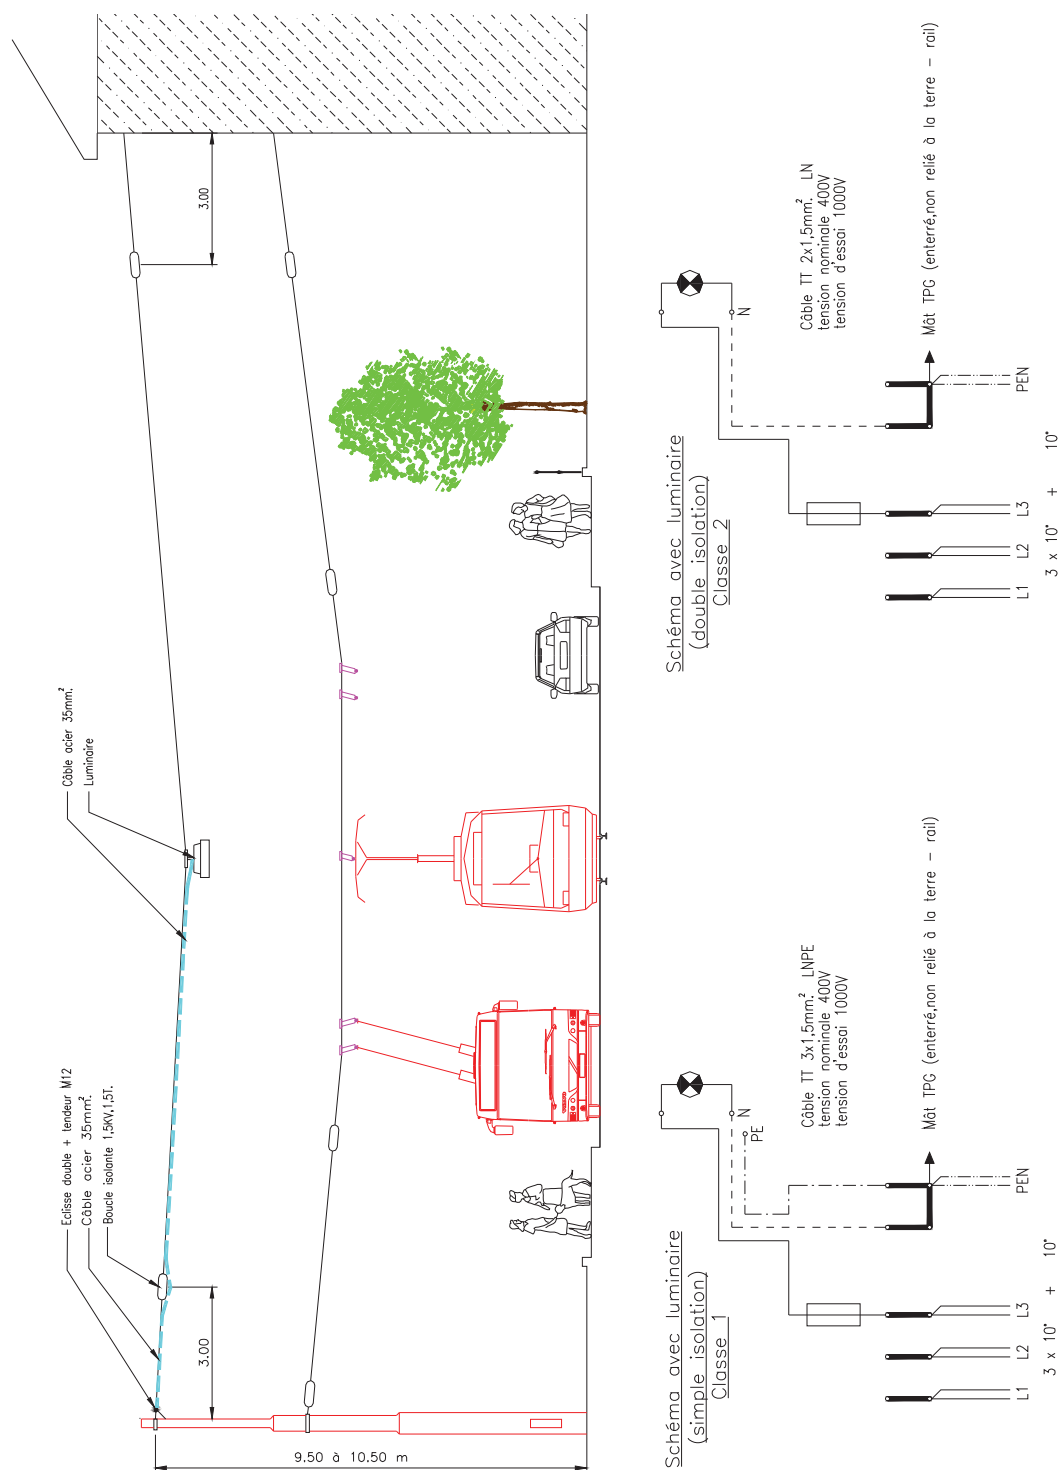 Eclisse double + tendeur M12
Câble acier 35mm².
Boucle isolante 1,5KV,1,5T.
Câble acier 35mm².
Luminaire
3.00
3.00
9.50 à 10.50 m
Schéma avec luminaire
(simple isolation)
Classe 1
N
PE
Câble TT 3x1,5mm². LNPE
tension nominale 400V
tension d'essai 1000V
Mât TPG (enterré,non relié à la terre – rail)
L1 L2 L3 PEN
3 x 10" + 10"
Schéma avec luminaire
(double isolation)
Classe 2
N
Câble TT 2x1,5mm². LN
tension nominale 400V
tension d'essai 1000V
Mât TPG (enterré,non relié à la terre – rail)
L1 L2 L3 PEN
3 x 10" + 10"